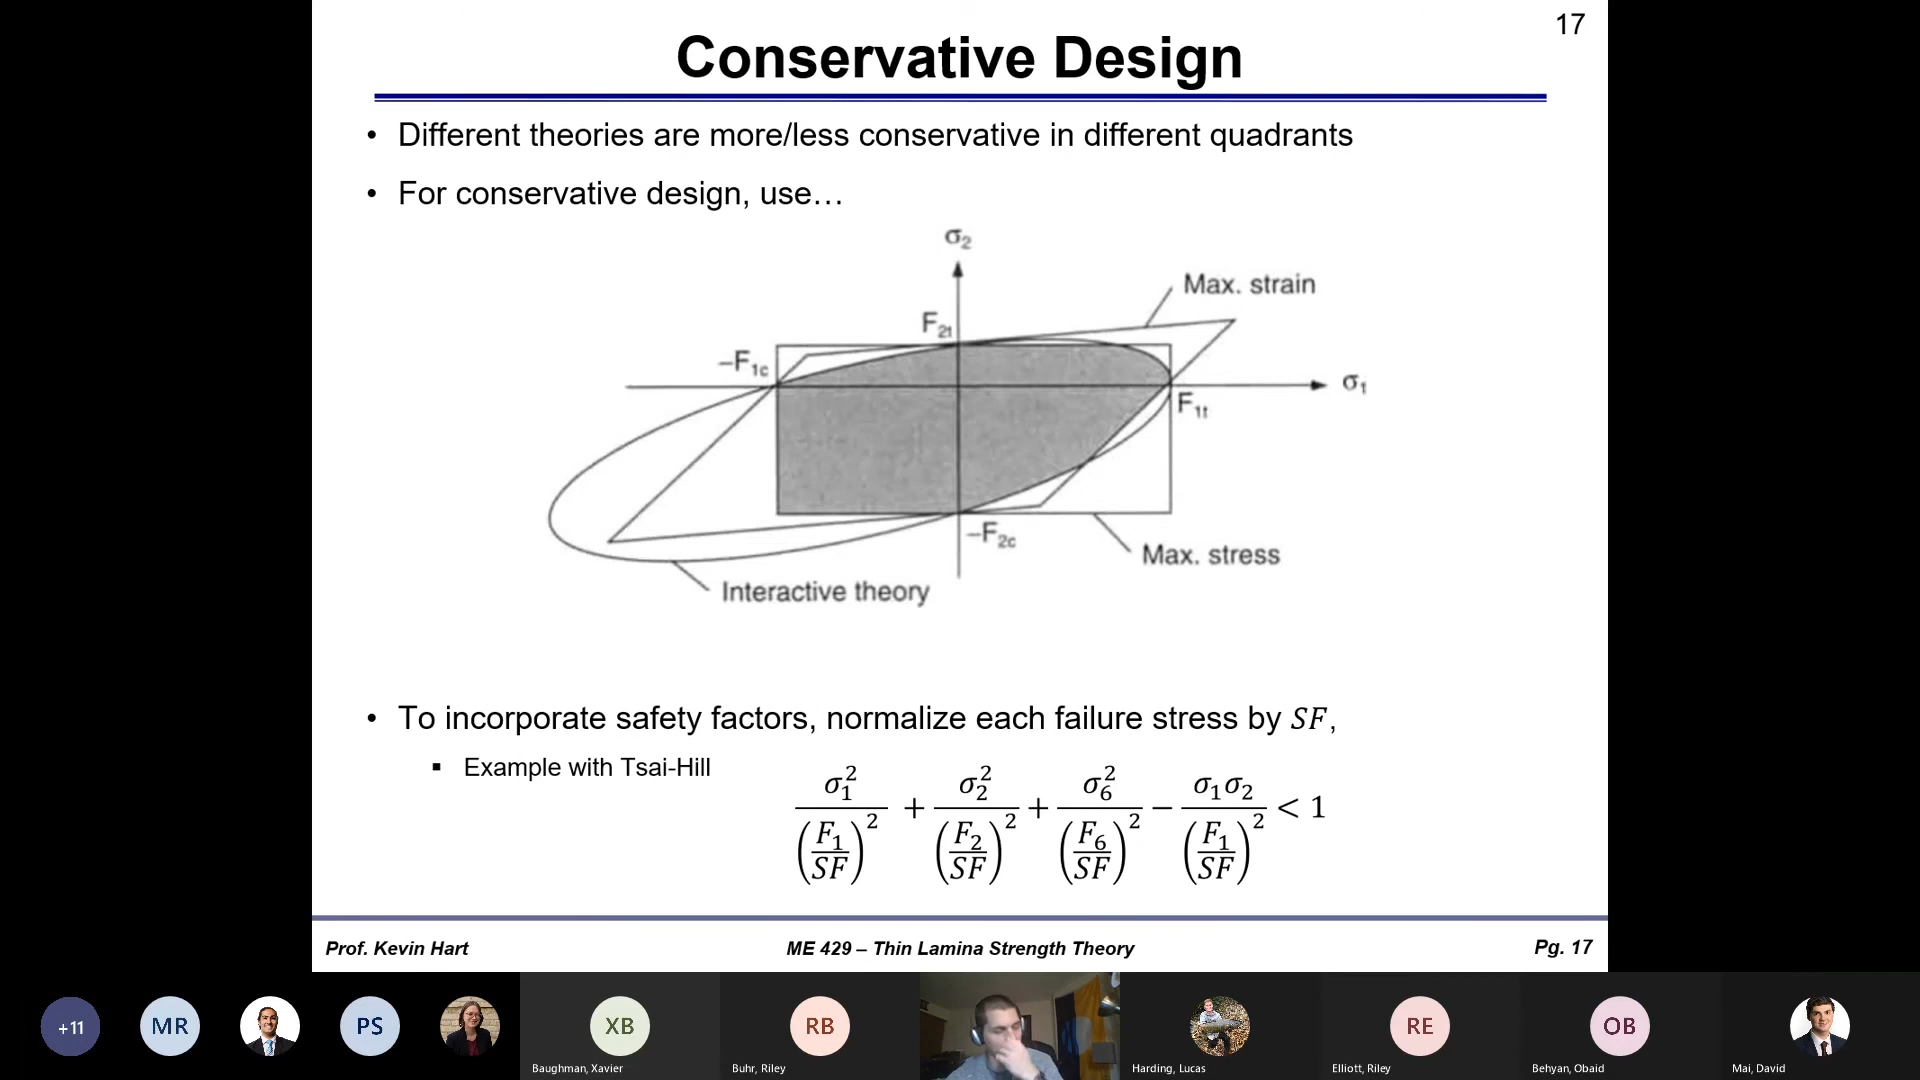 17
Conservative Design
• Different theories are more/less conservative in different quadrants
• For conservative design, use…
σ₂
Max. strain
F₂ₜ
−F₁c
σ₁
F₁ₜ
−F₂c
Max. stress
Interactive theory
• To incorporate safety factors, normalize each failure stress by SF,
▪ Example with Tsai-Hill
σ₁²/(F₁/SF)² + σ₂²/(F₂/SF)² + σ₆²/(F₆/SF)² − σ₁σ₂/(F₁/SF)² < 1
Prof. Kevin Hart ME 429 – Thin Lamina Strength Theory Pg. 17
+11 MR PS XB RB RE OB
Baughman, Xavier Buhr, Riley Harding, Lucas Elliott, Riley Behyan, Obaid Mai, David